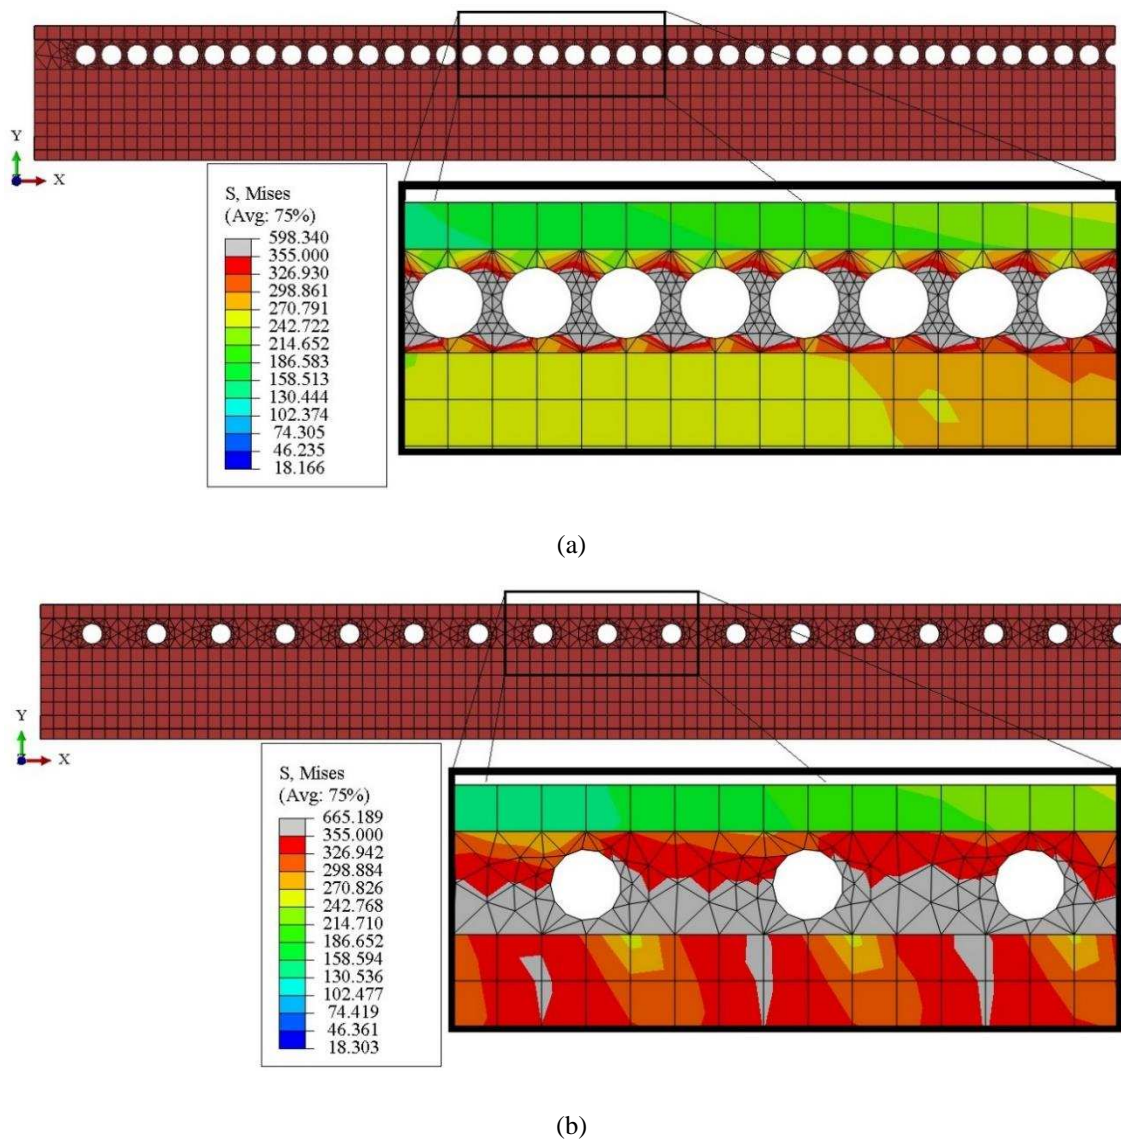 Y
X
S, Mises
(Avg: 75%)
598.340
355.000
326.930
298.861
270.791
242.722
214.652
186.583
158.513
130.444
102.374
74.305
46.235
18.166
(a)
Y
X
S, Mises
(Avg: 75%)
665.189
355.000
326.942
298.884
270.826
242.768
214.710
186.652
158.594
130.536
102.477
74.419
46.361
18.303
(b)